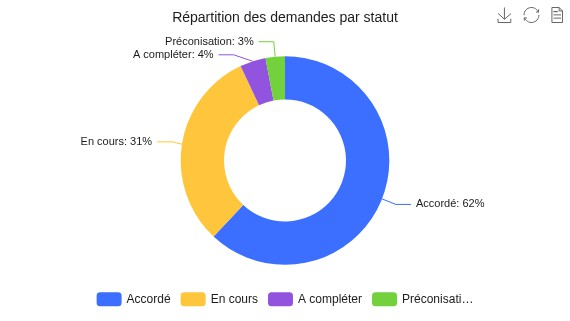 Répartition des demandes par statut
Préconisation: 3%
A compléter: 4%
En cours: 31%
Accordé: 62%
Accordé En cours A compléter Préconisati…